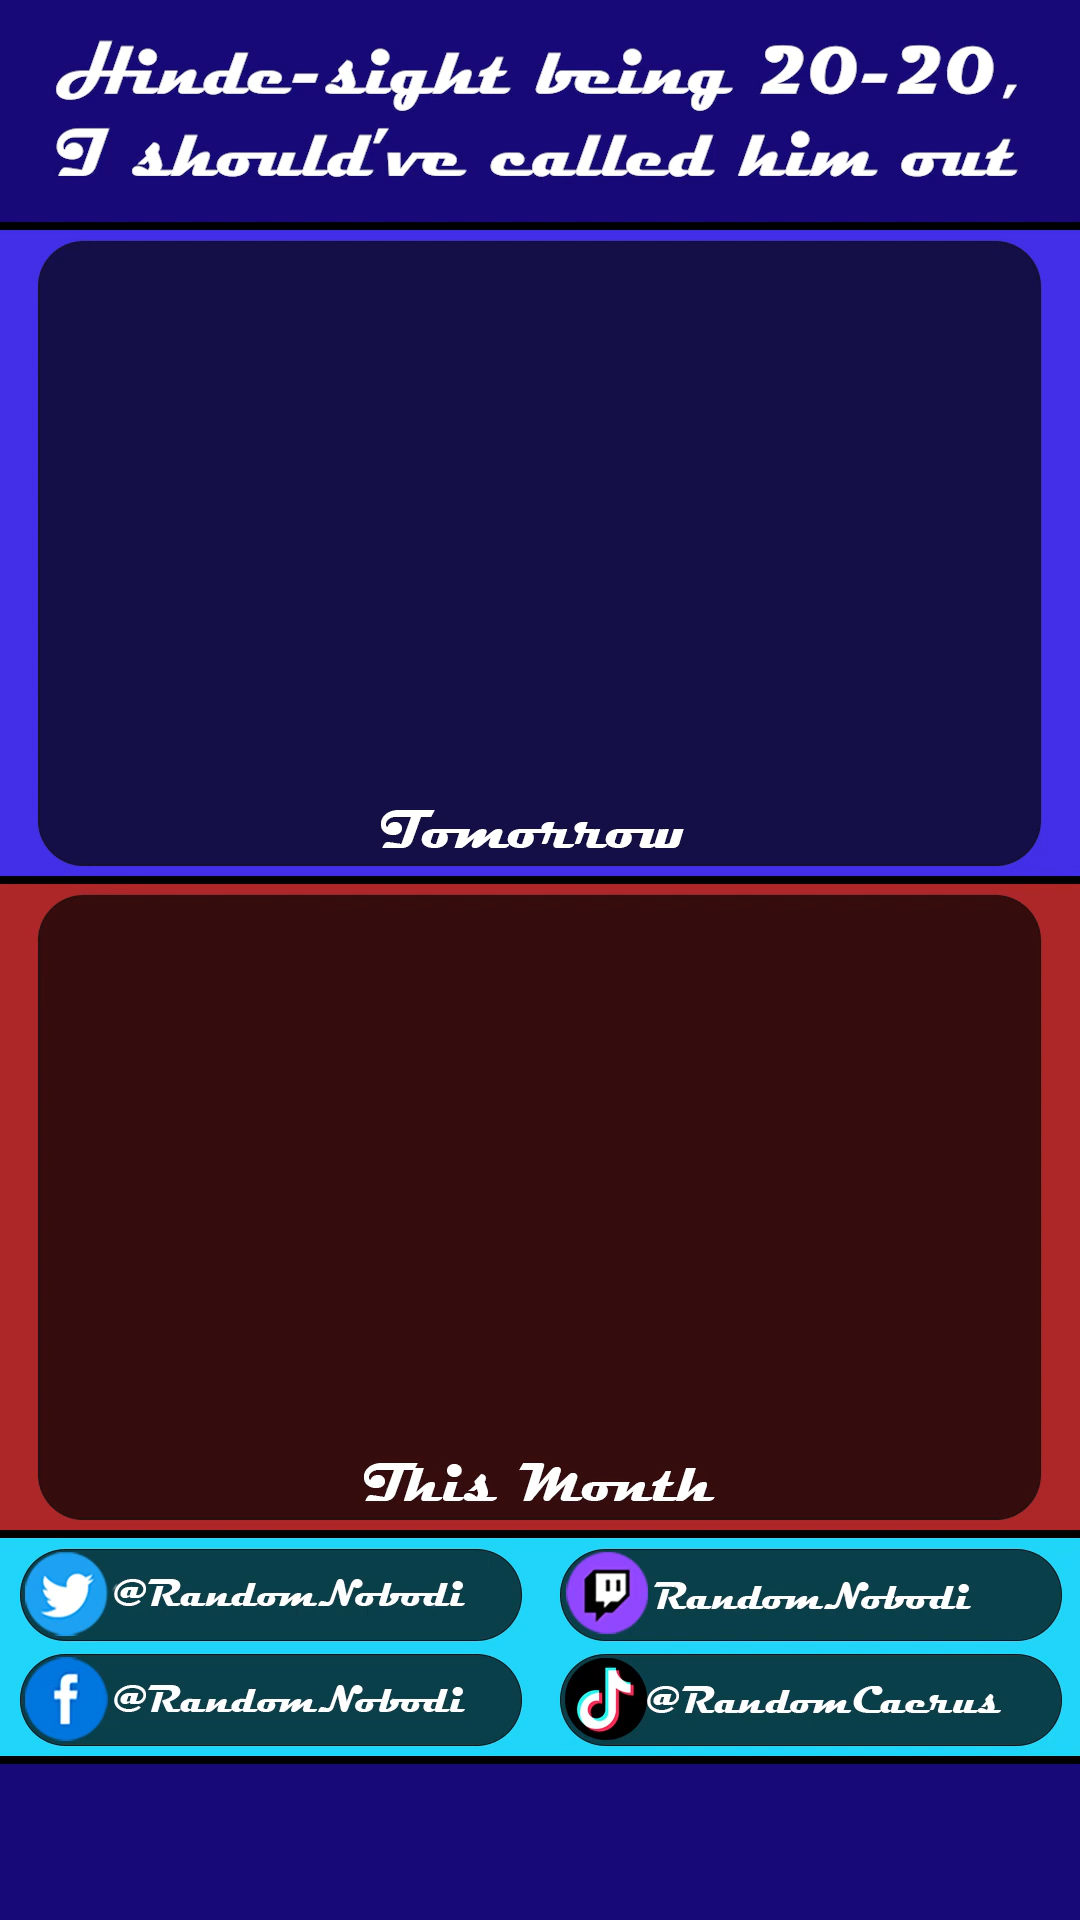 Hinde-sight being 20-20,
I should've called him out
Tomorrow
This Month
@RandomNobodi
RandomNobodi
@RandomNobodi
@RandomCaerus